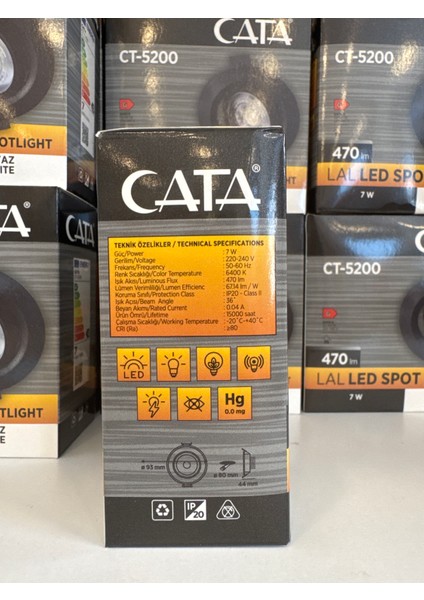 CATA
CT-5200
CT-5200
SPOTLIGHT
470 lm
LAL LED SPOT
7 W
CATA®
TEKNİK ÖZELİKLER / TECHNICAL SPECIFICATIONS
Güç/Power : 7 W
Gerilim/Voltage : 220-240 V
Frekans/Frequency : 50-60 Hz
Renk Sıcaklığı/Color Temperature : 6400 K
Işık Akısı/Luminous Flux : 470 lm
Lümen Verimliliği/Lumen Efficienc : 67.14 lm / W
Koruma Sınıfı/Protection Class : IP20 - Class II
Işık Açısı/Beam Angle : 36°
Beyan Akımı/Rated Current : 0.04 A
Ürün Ömrü/Lifetime : 15000 saat
Çalışma Sıcaklığı/Working Temperature : -20°C→40°C
CRI (Ra) : ≥80
LED
Hg
0.0 mg
ø 93 mm
ø 80 mm
44 mm
IP
20
CT-5200
470 lm
LAL LED SPOT
7 W